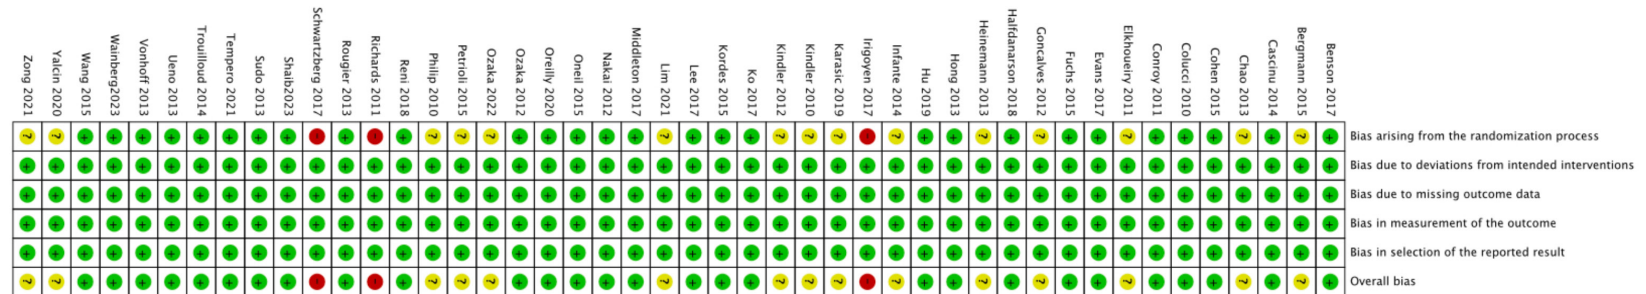 Zong 2021
Yalcin 2020
Wang 2015
Wainberg2023
Vonhoff 2013
Ueno 2013
Trouilloud 2014
Tempero 2021
Sudo 2013
Shaib2023
Schwartzberg 2017
Rougier 2013
Richards 2011
Reni 2018
Philip 2010
Petrioli 2015
Ozaka 2022
Ozaka 2012
Oreilly 2020
Oneil 2015
Nakai 2012
Middleton 2017
Lim 2021
Lee 2017
Kordes 2015
Ko 2017
Kindler 2012
Kindler 2010
Karasic 2019
Irigoyen 2017
Infante 2014
Hu 2019
Hong 2013
Heinemann 2013
Halfdanarson 2018
Goncalves 2012
Fuchs 2015
Evans 2017
Elkhoueiry 2011
Conroy 2011
Colucci 2010
Cohen 2015
Chao 2013
Cascinu 2014
Bergmann 2015
Benson 2017
? ? + + + + + + + + - + - + ? ? ? + + + + + ? + + + ? ? ? - ? + + ? + ? + + ? + + + ? + ? + Bias arising from the randomization process
+ + + + + + + + + + + + + + + + + + + + + + + + + + + + + + + + + + + + + + + + + + + + + + Bias due to deviations from intended interventions
+ + + + + + + + + + + + + + + + + + + + + + + + + + + + + + + + + + + + + + + + + + + + + + Bias due to missing outcome data
+ + + + + + + + + + + + + + + + + + + + + + + + + + + + + + + + + + + + + + + + + + + + + + Bias in measurement of the outcome
+ + + + + + + + + + + + + + + + + + + + + + + + + + + + + + + + + + + + + + + + + + + + + + Bias in selection of the reported result
? ? + + + + + + + + - + - + ? ? ? + + + + + ? + + + ? ? ? - ? + + ? + ? + + ? + + + ? + ? + Overall bias